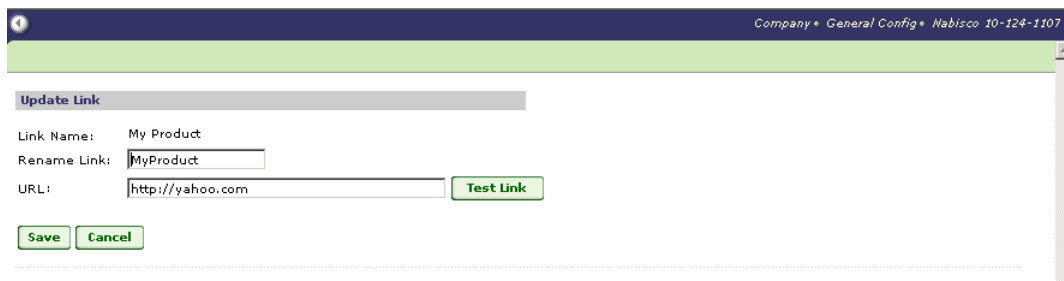 Company • General Config • Nabisco 10-124-1107
Update Link
Link Name: My Product
Rename Link: MyProduct
URL: http://yahoo.com Test Link
Save Cancel